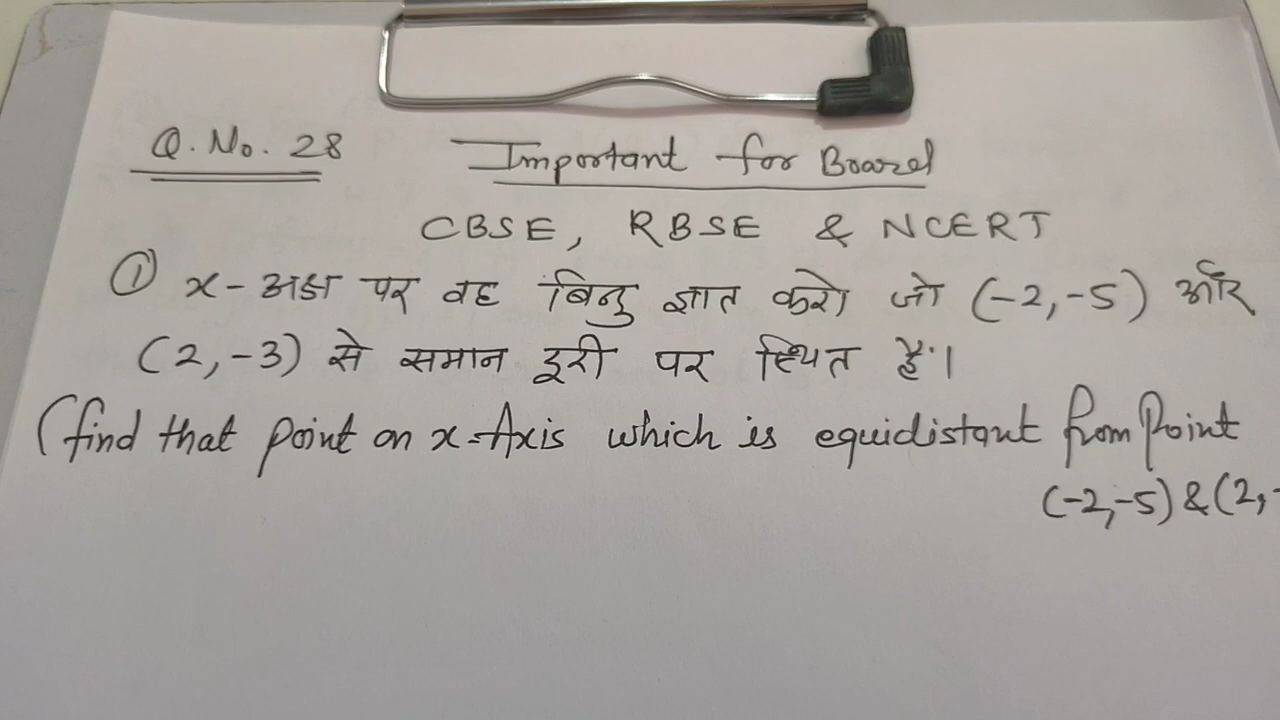 Q. No. 28 Important for Board
CBSE, RBSE & NCERT
① x-अक्ष पर वह बिन्दु ज्ञात करो जो (-2,-5) और
(2,-3) से समान दूरी पर स्थित हैं।
(find that point on x-Axis which is equidistant from Point
(-2,-5) & (2,-